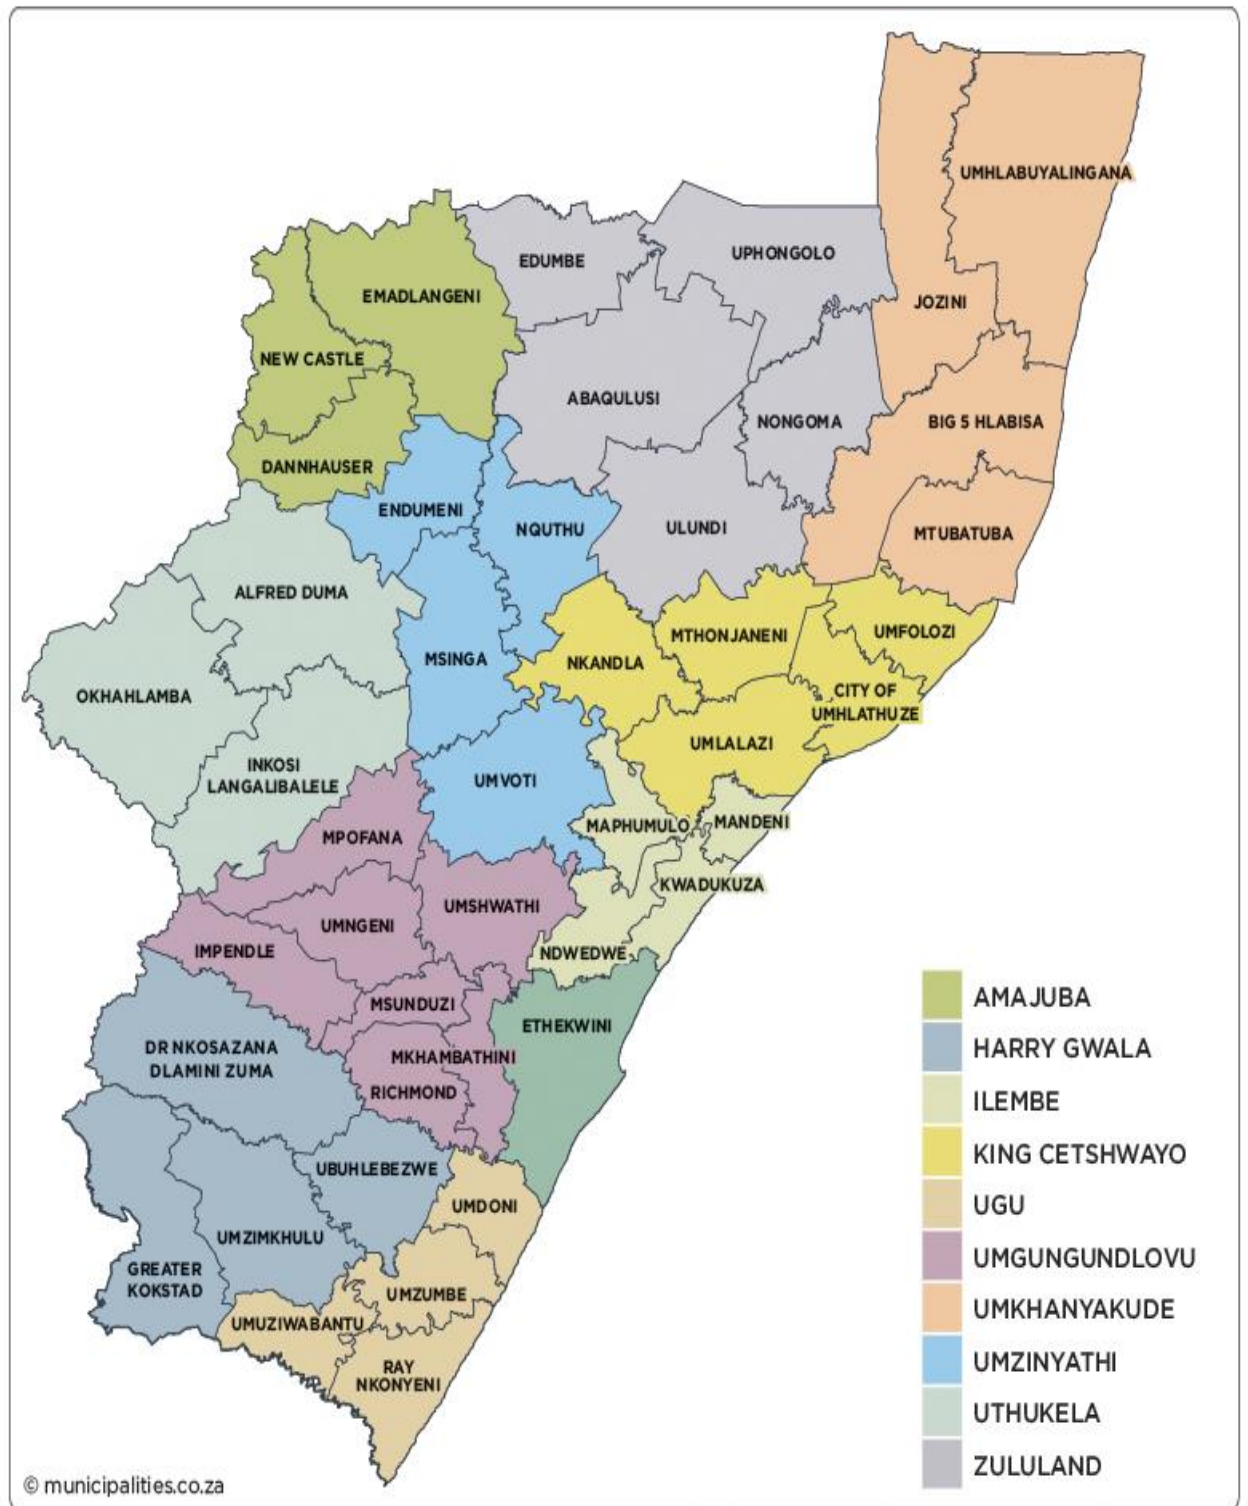 UMHLABUYALINGANA
EDUMBE
UPHONGOLO
EMADLANGENI
JOZINI
NEW CASTLE
ABAQULUSI
NONGOMA
BIG 5 HLABISA
DANNHAUSER
ENDUMENI
NQUTHU
ULUNDI
MTUBATUBA
ALFRED DUMA
MTHONJANENI
UMFOLOZI
MSINGA
NKANDLA
OKHAHLAMBA
CITY OF
UMHLATHUZE
UMLALAZI
INKOSI
LANGALIBALELE
UMVOTI
MAPHUMULO
MANDENI
MPOFANA
KWADUKUZA
UMSHWATHI
UMNGENI
IMPENDLE
NDWEDWE
MSUNDUZI
ETHEKWINI
DR NKOSAZANA
DLAMINI ZUMA
MKHAMBATHINI
RICHMOND
UBUHLEBEZWE
UMDONI
UMZIMKHULU
GREATER
KOKSTAD
UMZUMBE
UMUZIWABANTU
RAY
NKONYENI
AMAJUBA
HARRY GWALA
ILEMBE
KING CETSHWAYO
UGU
UMGUNGUNDLOVU
UMKHANYAKUDE
UMZINYATHI
UTHUKELA
ZULULAND
© municipalities.co.za